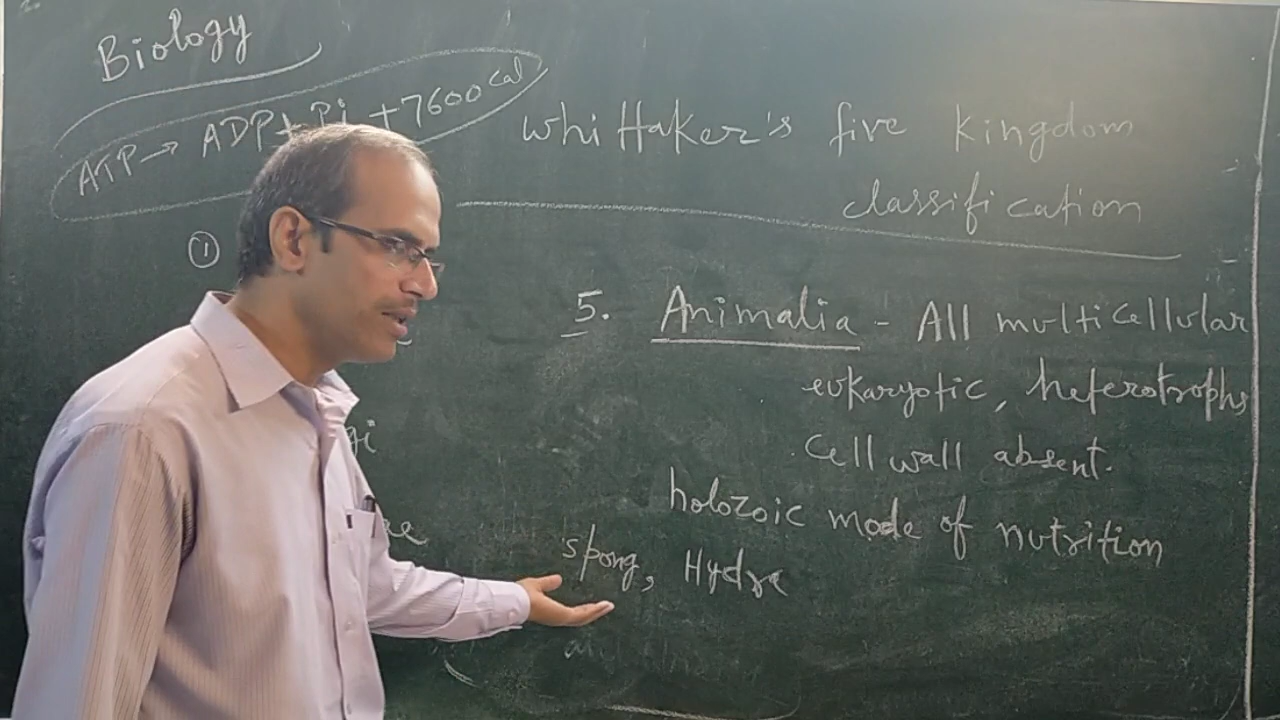 Biology
ATP → ADP + Pi + 7600 cal
Whittaker's five kingdom
classification
①
5. Animalia - All multicellular
eukaryotic, heterotrophs
Cell wall absent.
holozoic mode of nutrition
spong, Hydra